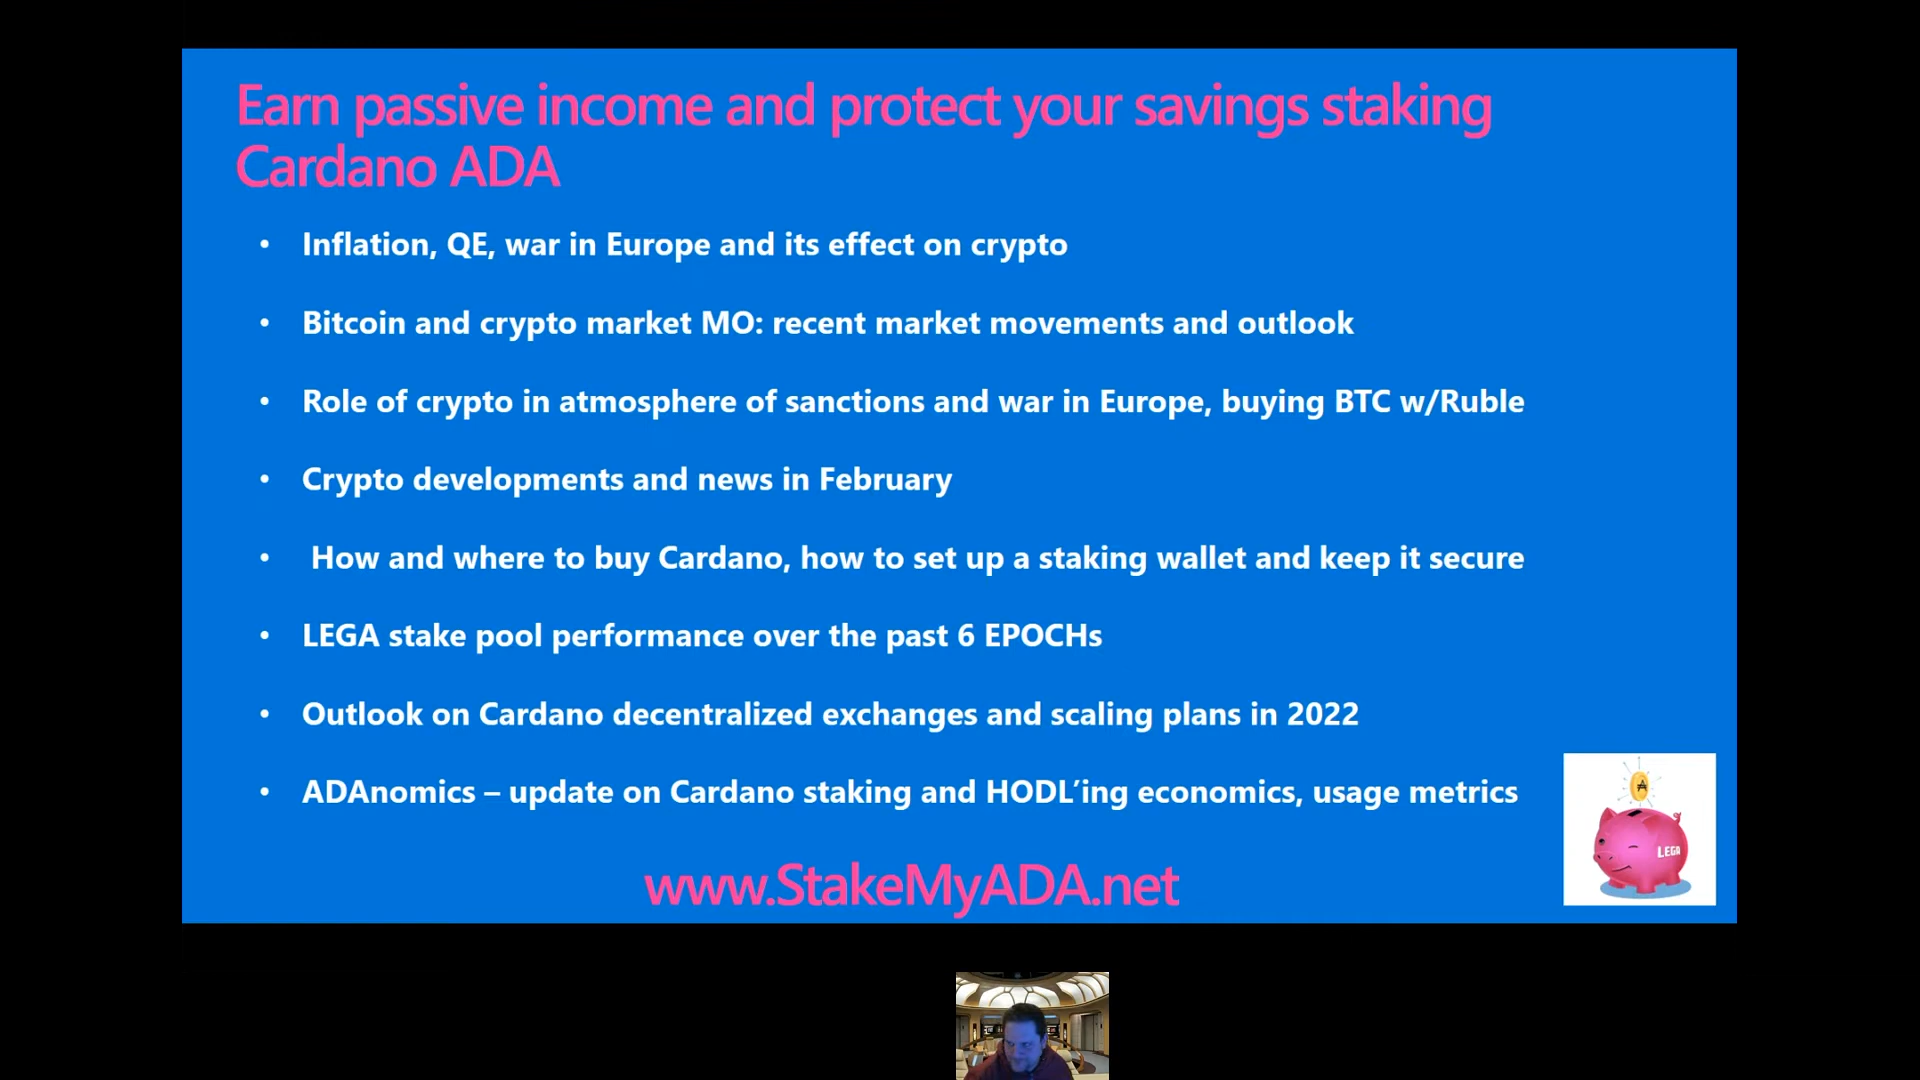 Earn passive income and protect your savings staking
Cardano ADA
• Inflation, QE, war in Europe and its effect on crypto
• Bitcoin and crypto market MO: recent market movements and outlook
• Role of crypto in atmosphere of sanctions and war in Europe, buying BTC w/Ruble
• Crypto developments and news in February
• How and where to buy Cardano, how to set up a staking wallet and keep it secure
• LEGA stake pool performance over the past 6 EPOCHs
• Outlook on Cardano decentralized exchanges and scaling plans in 2022
• ADAnomics – update on Cardano staking and HODL’ing economics, usage metrics
LEGA
www.StakeMyADA.net